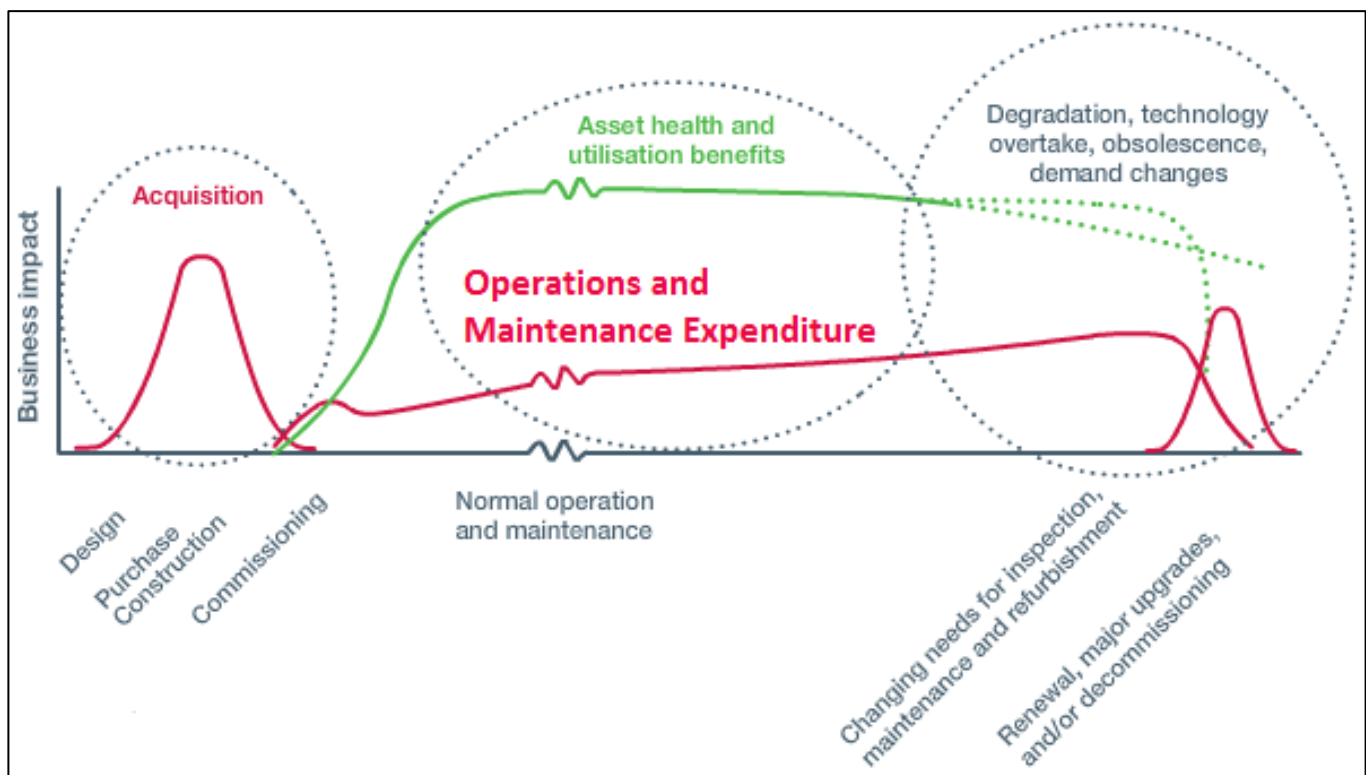 Acquisition
Asset health and
utilisation benefits
Degradation, technology
overtake, obsolescence,
demand changes
Business impact
Operations and
Maintenance Expenditure
Design
Purchase
Construction
Commissioning
Normal operation
and maintenance
Changing needs for inspection,
maintenance and refurbishment
Renewal, major upgrades,
and/or decommissioning